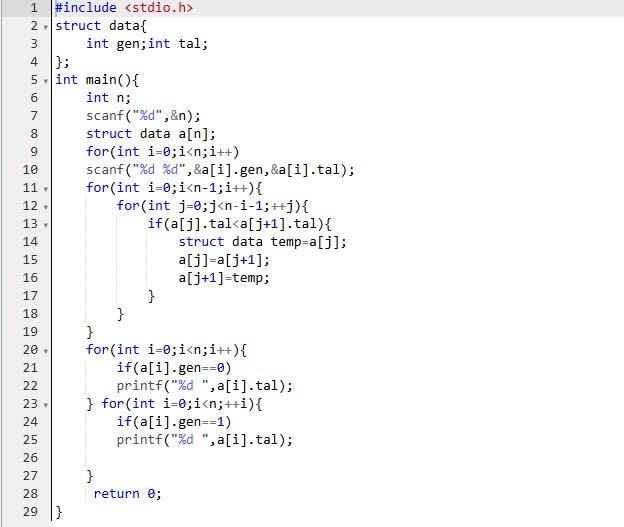 1 #include <stdio.h>
2 struct data{
3     int gen;int tal;
4 };
5 int main(){
6     int n;
7     scanf("%d",&n);
8     struct data a[n];
9     for(int i=0;i<n;i++)
10     scanf("%d %d",&a[i].gen,&a[i].tal);
11     for(int i=0;i<n-1;i++){
12         for(int j=0;j<n-i-1;++j){
13             if(a[j].tal<a[j+1].tal){
14                 struct data temp=a[j];
15                 a[j]=a[j+1];
16                 a[j+1]=temp;
17             }
18         }
19     }
20     for(int i=0;i<n;i++){
21         if(a[i].gen==0)
22         printf("%d ",a[i].tal);
23     } for(int i=0;i<n;++i){
24         if(a[i].gen==1)
25         printf("%d ",a[i].tal);
26
27     }
28      return 0;
29 }